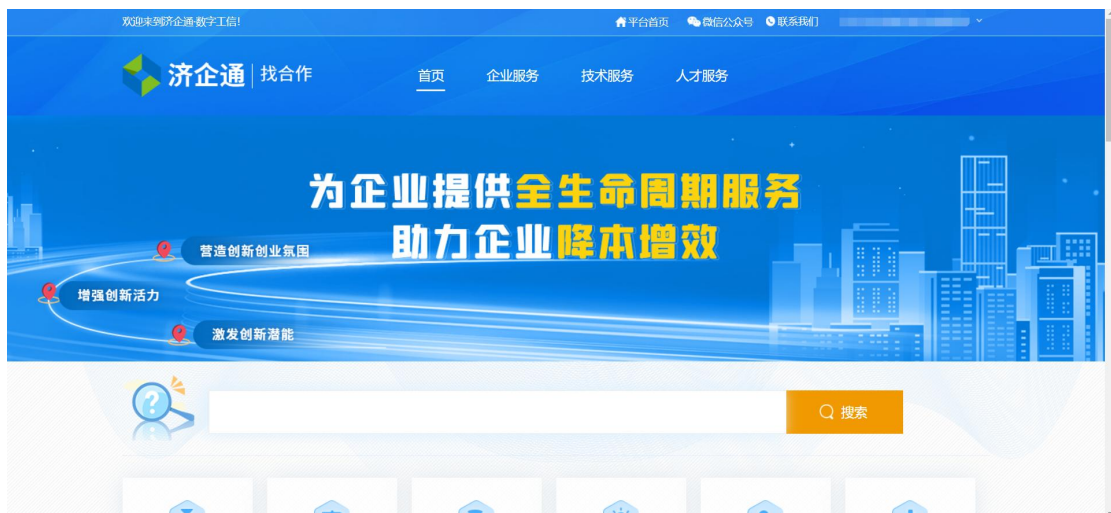 欢迎来到济企通·数字工信!
平台首页 微信公众号 联系我们
济企通 找合作
首页 企业服务 技术服务 人才服务
为企业提供全生命周期服务
助力企业降本增效
营造创新创业氛围
增强创新活力
激发创新潜能
搜索